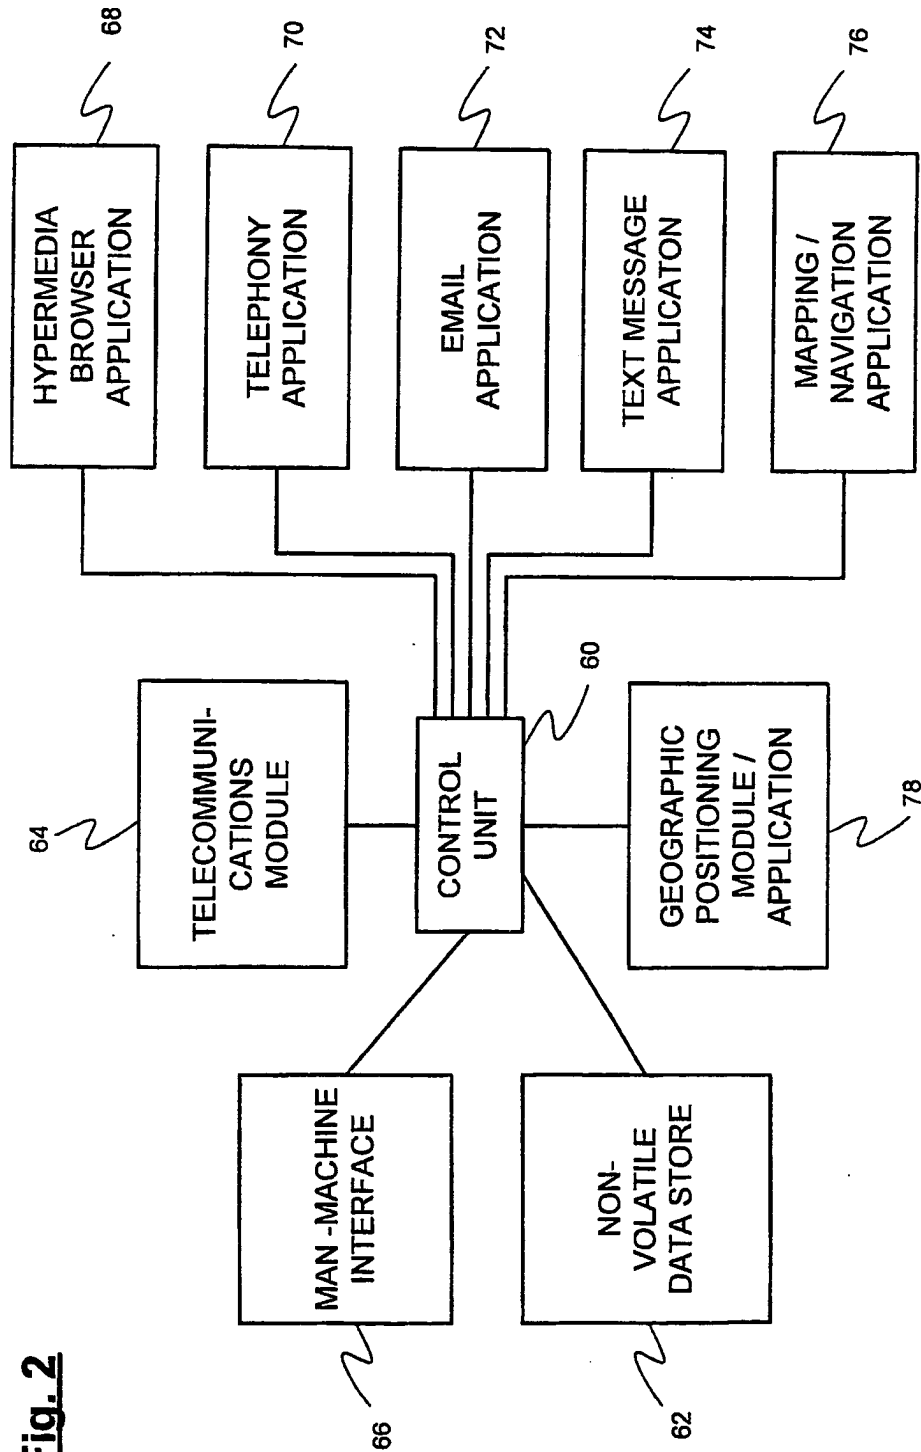 Fig. 2
68
HYPERMEDIA
BROWSER
APPLICATION
70
TELEPHONY
APPLICATION
72
EMAIL
APPLICATION
74
TEXT MESSAGE
APPLICATON
76
MAPPING /
NAVIGATION
APPLICATION
64
TELECOMMUNI-
CATIONS
MODULE
60
CONTROL
UNIT
GEOGRAPHIC
POSITIONING
MODULE /
APPLICATION
78
MAN -MACHINE
INTERFACE
66
NON-
VOLATILE
DATA STORE
62